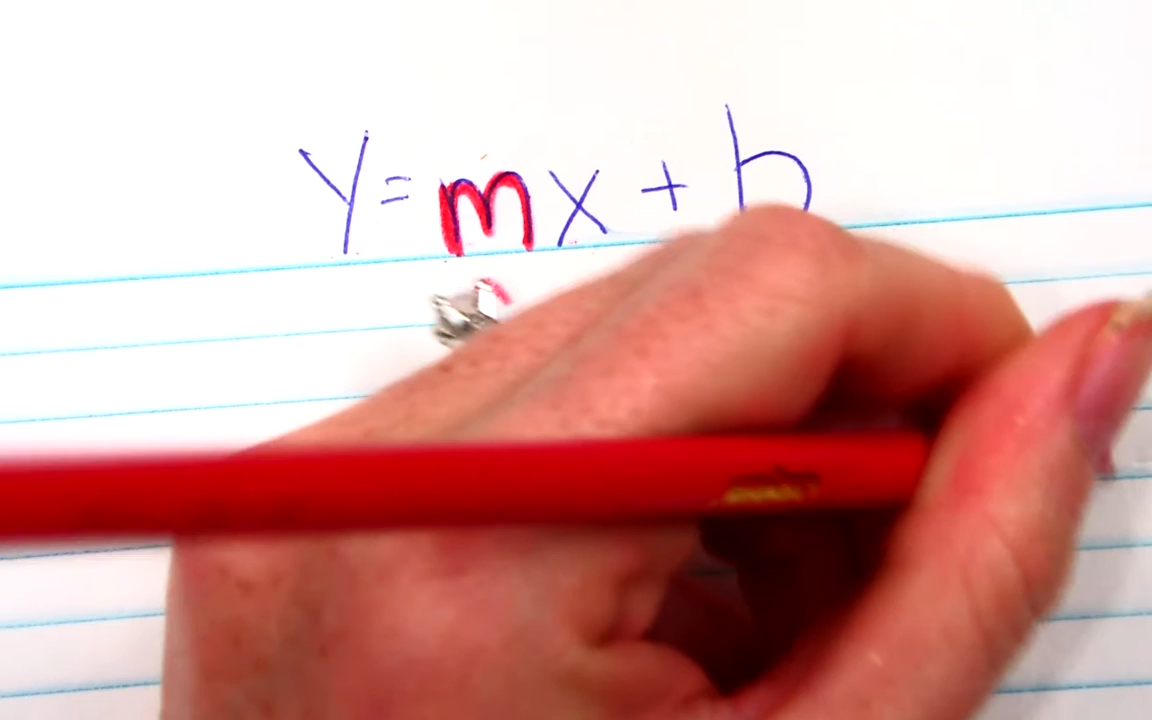 y = mx + b